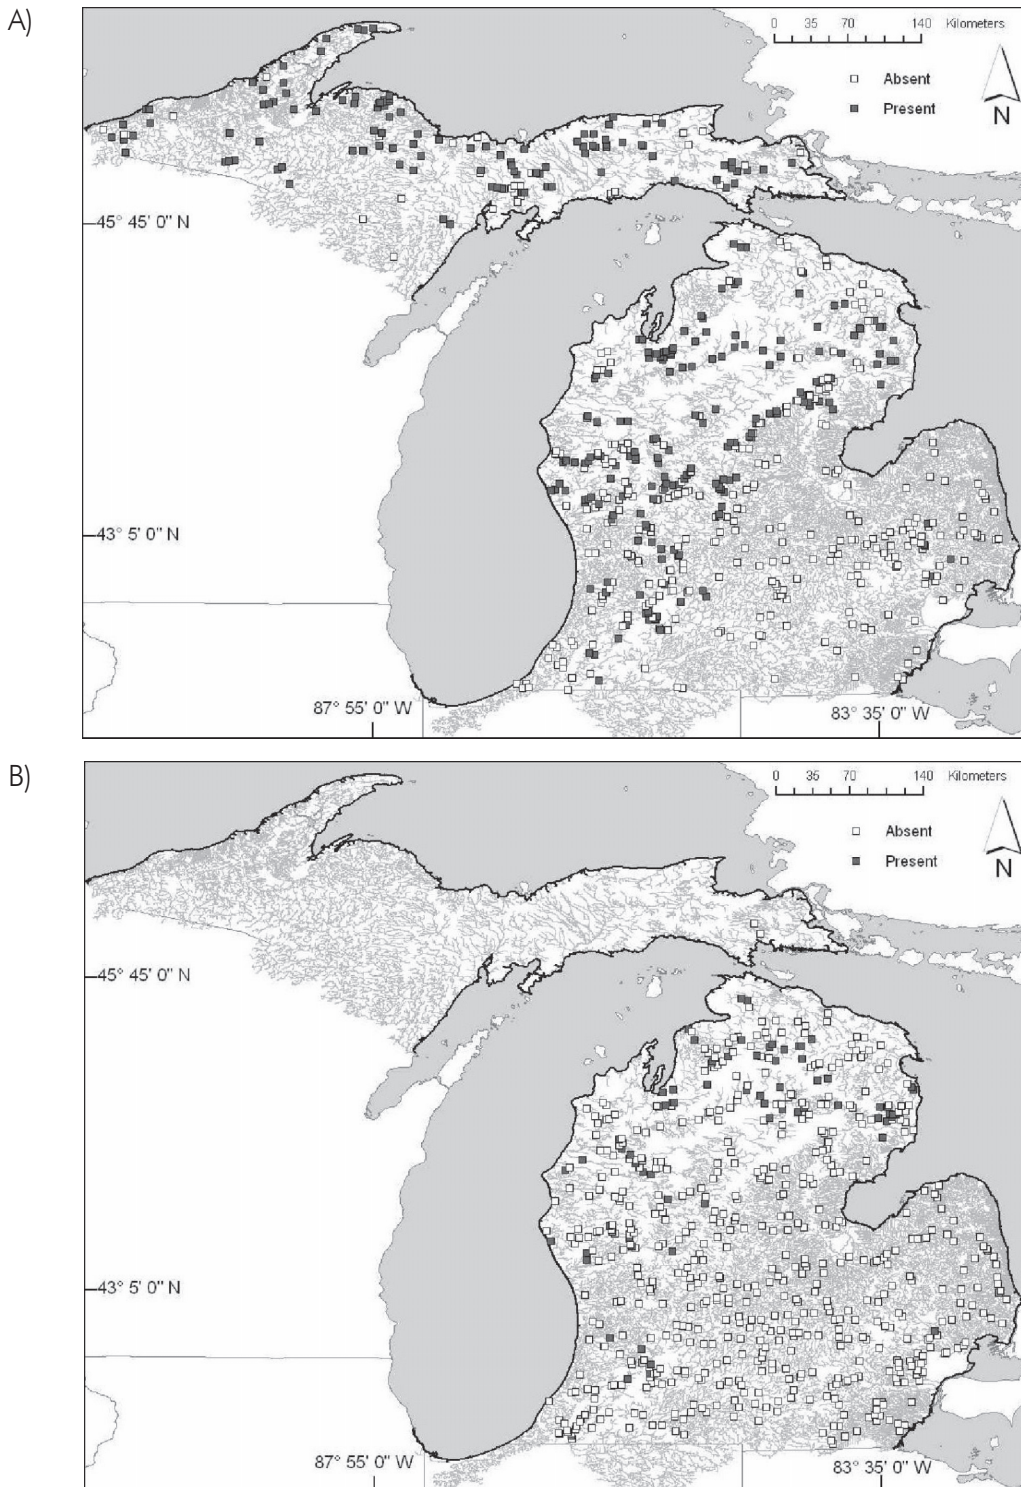 A)
0 35 70 140 Kilometers
Absent
Present
N
45° 45' 0" N
43° 5' 0" N
87° 55' 0" W
83° 35' 0" W
B)
0 35 70 140 Kilometers
Absent
Present
N
45° 45' 0" N
43° 5' 0" N
87° 55' 0" W
83° 35' 0" W